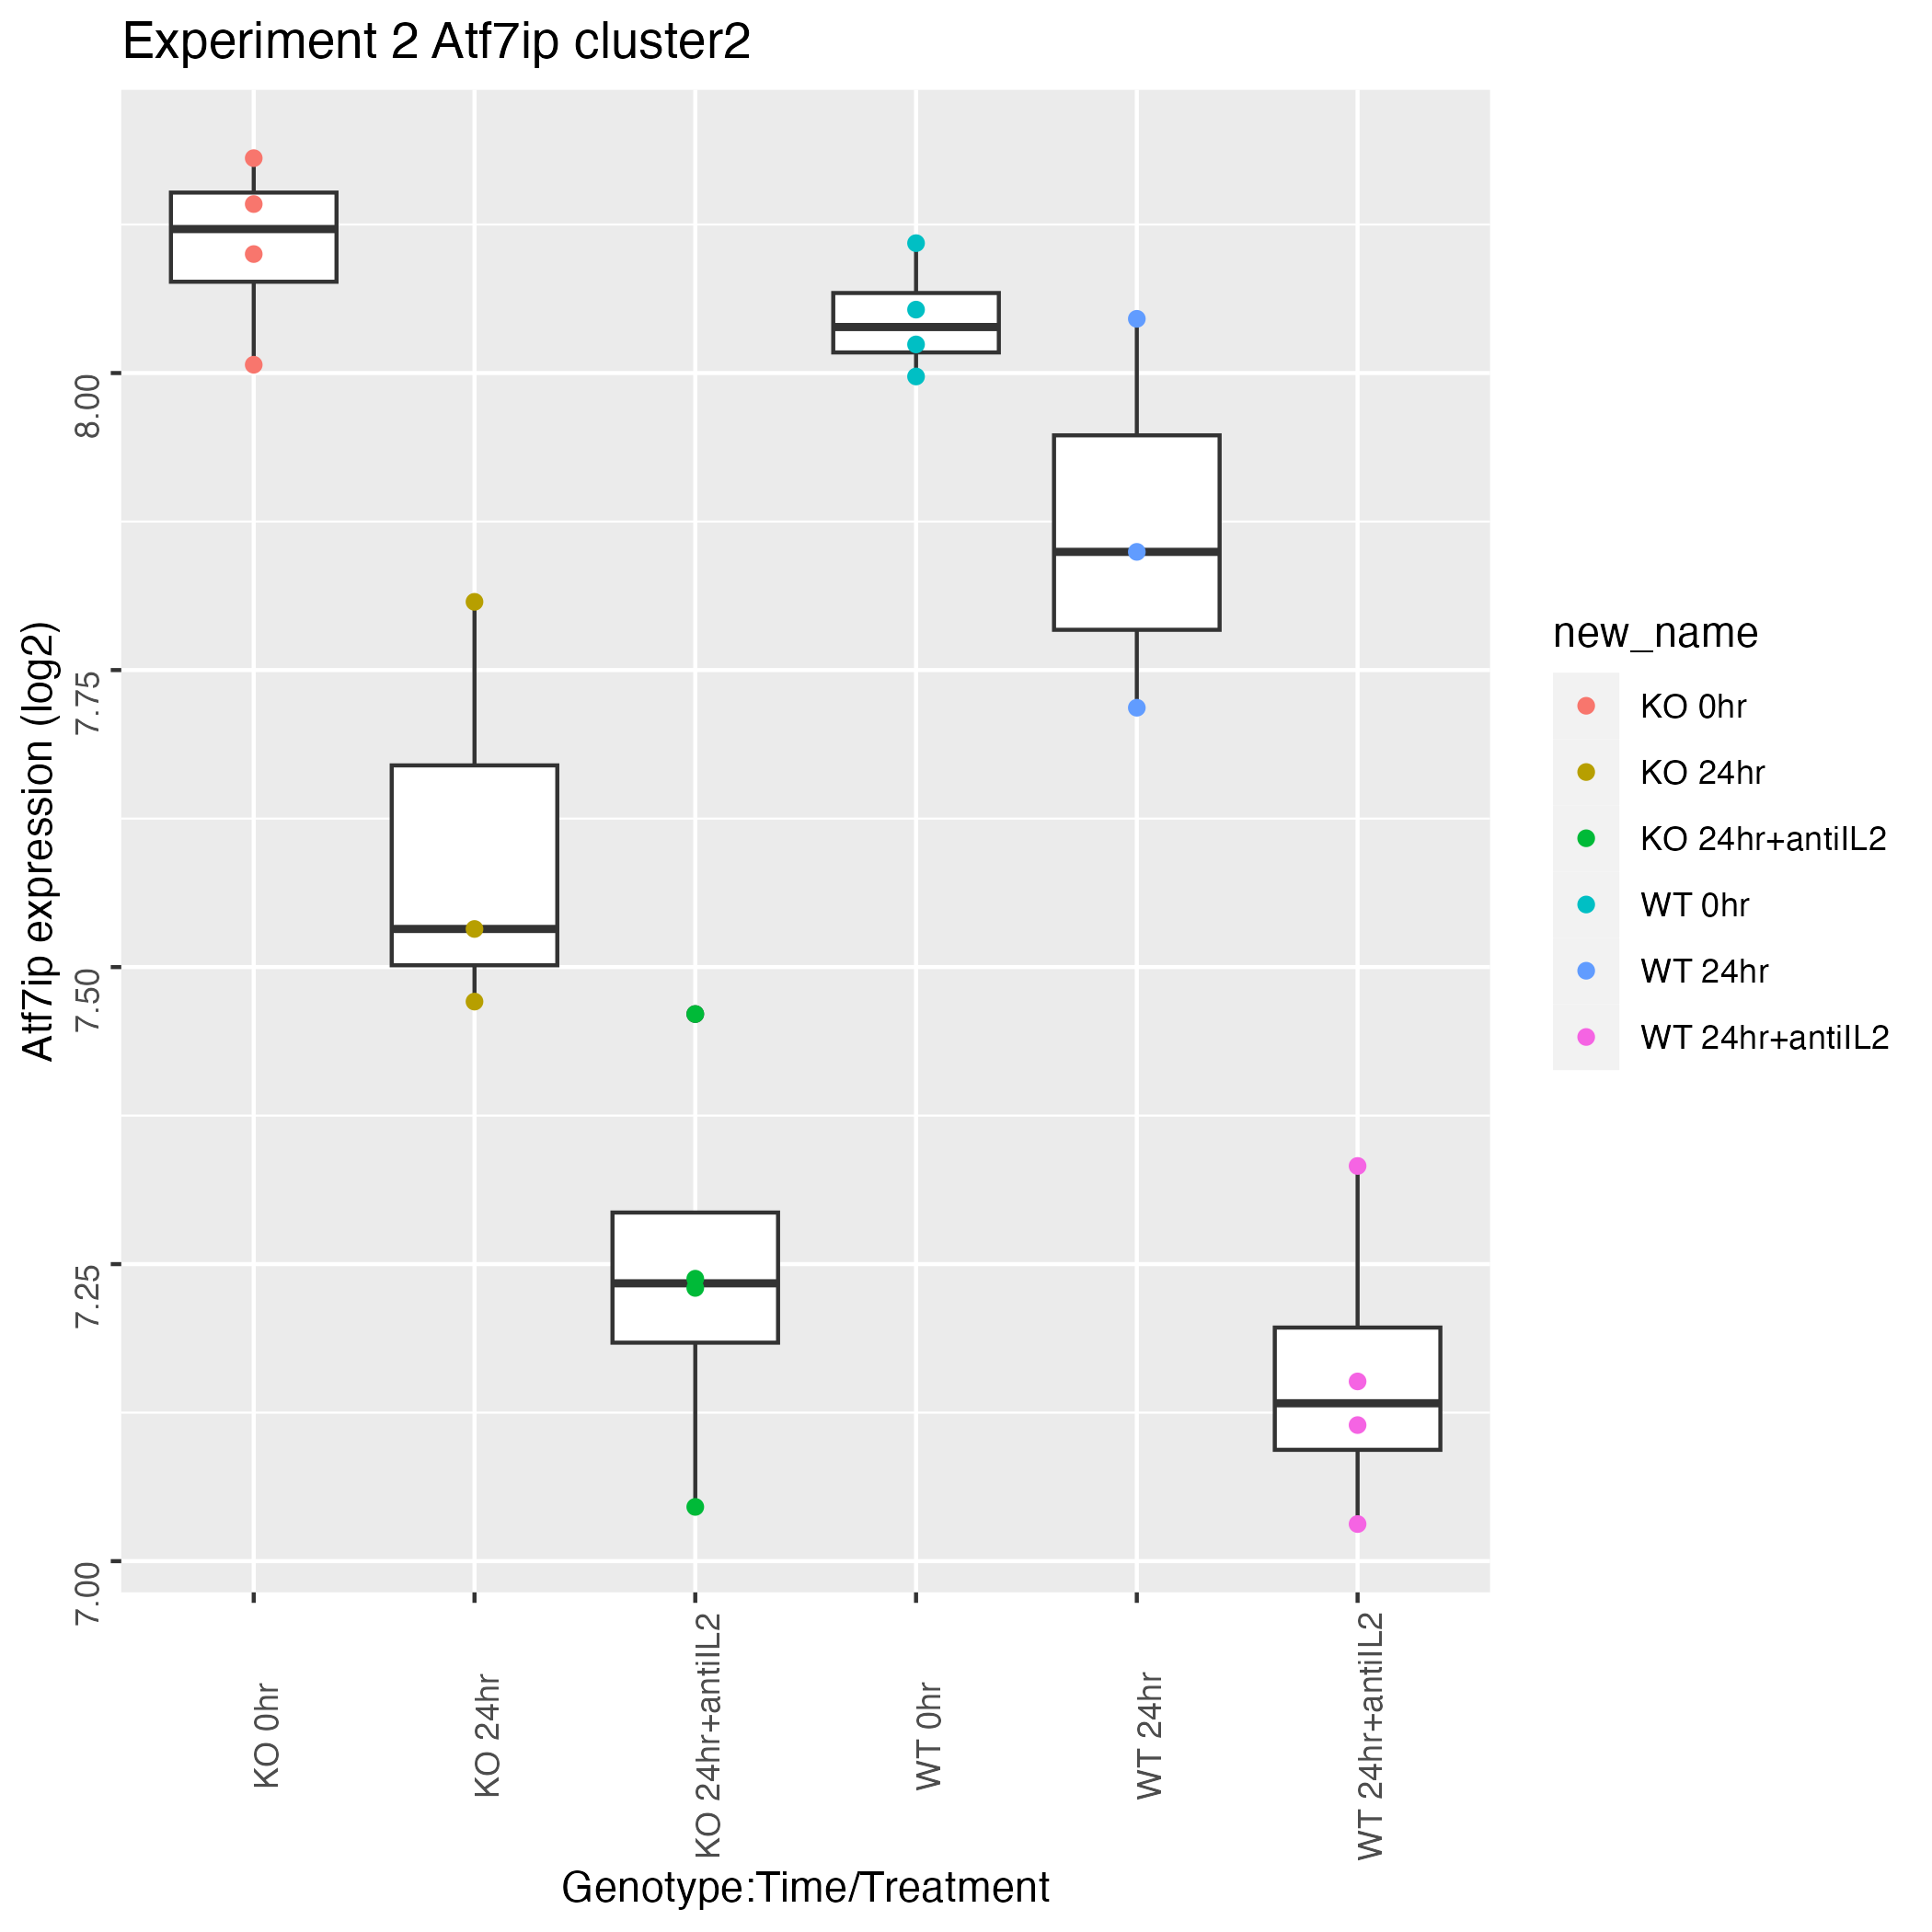 Experiment 2 Atf7ip cluster2
Atf7ip expression (log2)
8.00
7.75
7.50
7.25
7.00
KO 0hr
KO 24hr
KO 24hr+antiIL2
WT 0hr
WT 24hr
WT 24hr+antiIL2
Genotype:Time/Treatment
new_name
KO 0hr
KO 24hr
KO 24hr+antiIL2
WT 0hr
WT 24hr
WT 24hr+antiIL2